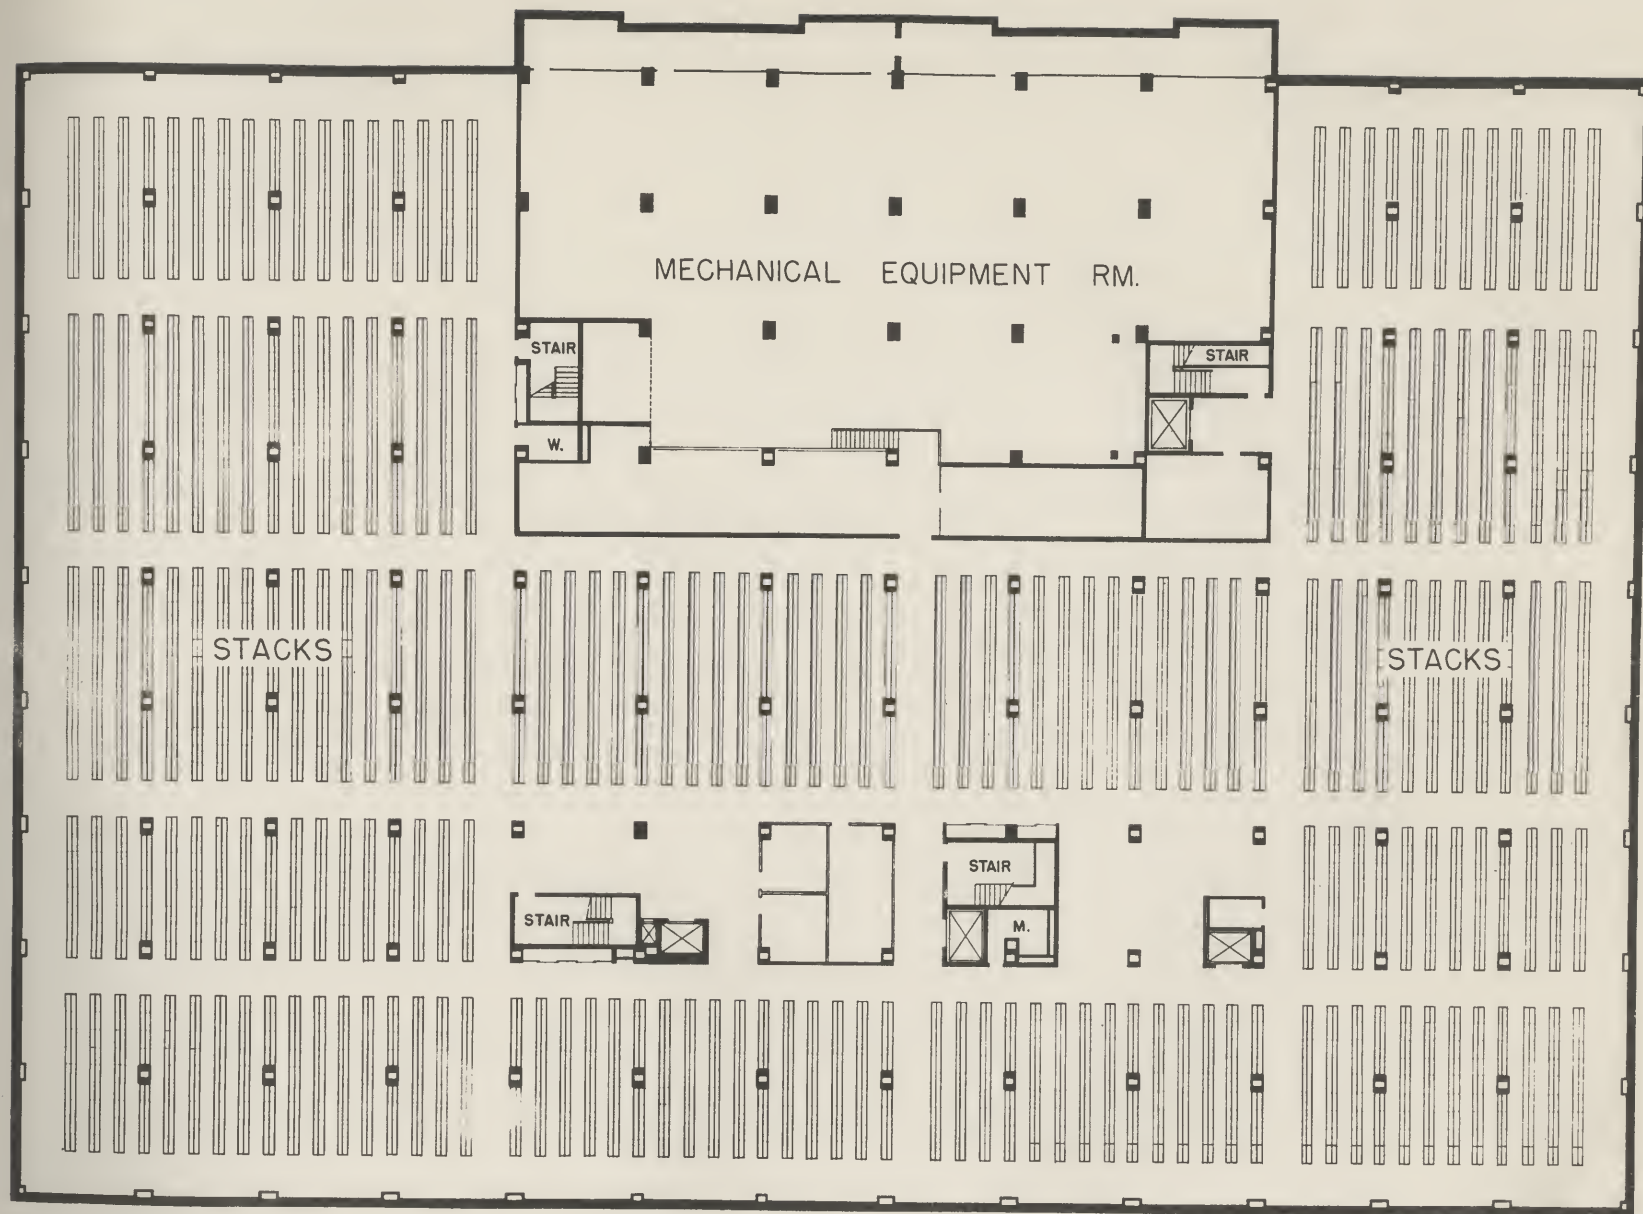 MECHANICAL EQUIPMENT RM.
STAIR
STAIR
W.
STACKS
STACKS
STAIR
STAIR
M.